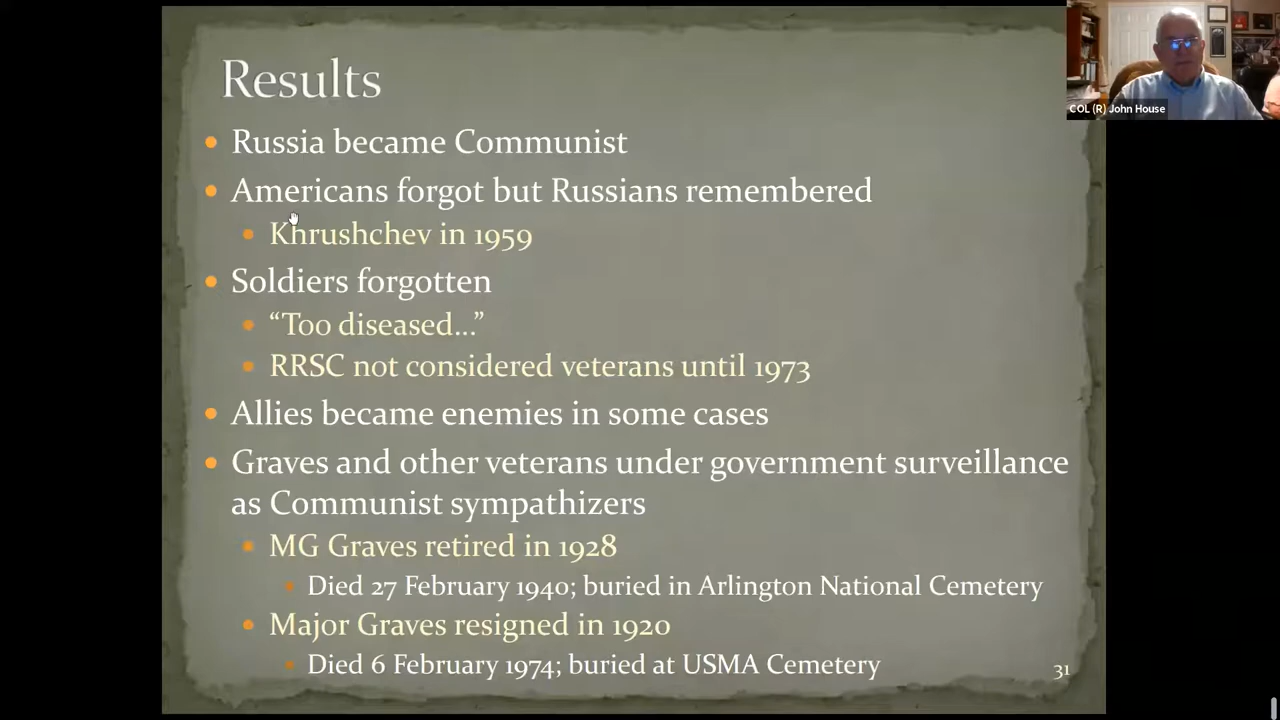 Results
COL (R) John House
• Russia became Communist
• Americans forgot but Russians remembered
• Khrushchev in 1959
• Soldiers forgotten
• “Too diseased...”
• RRSC not considered veterans until 1973
• Allies became enemies in some cases
• Graves and other veterans under government surveillance
as Communist sympathizers
• MG Graves retired in 1928
• Died 27 February 1940; buried in Arlington National Cemetery
• Major Graves resigned in 1920
• Died 6 February 1974; buried at USMA Cemetery
31